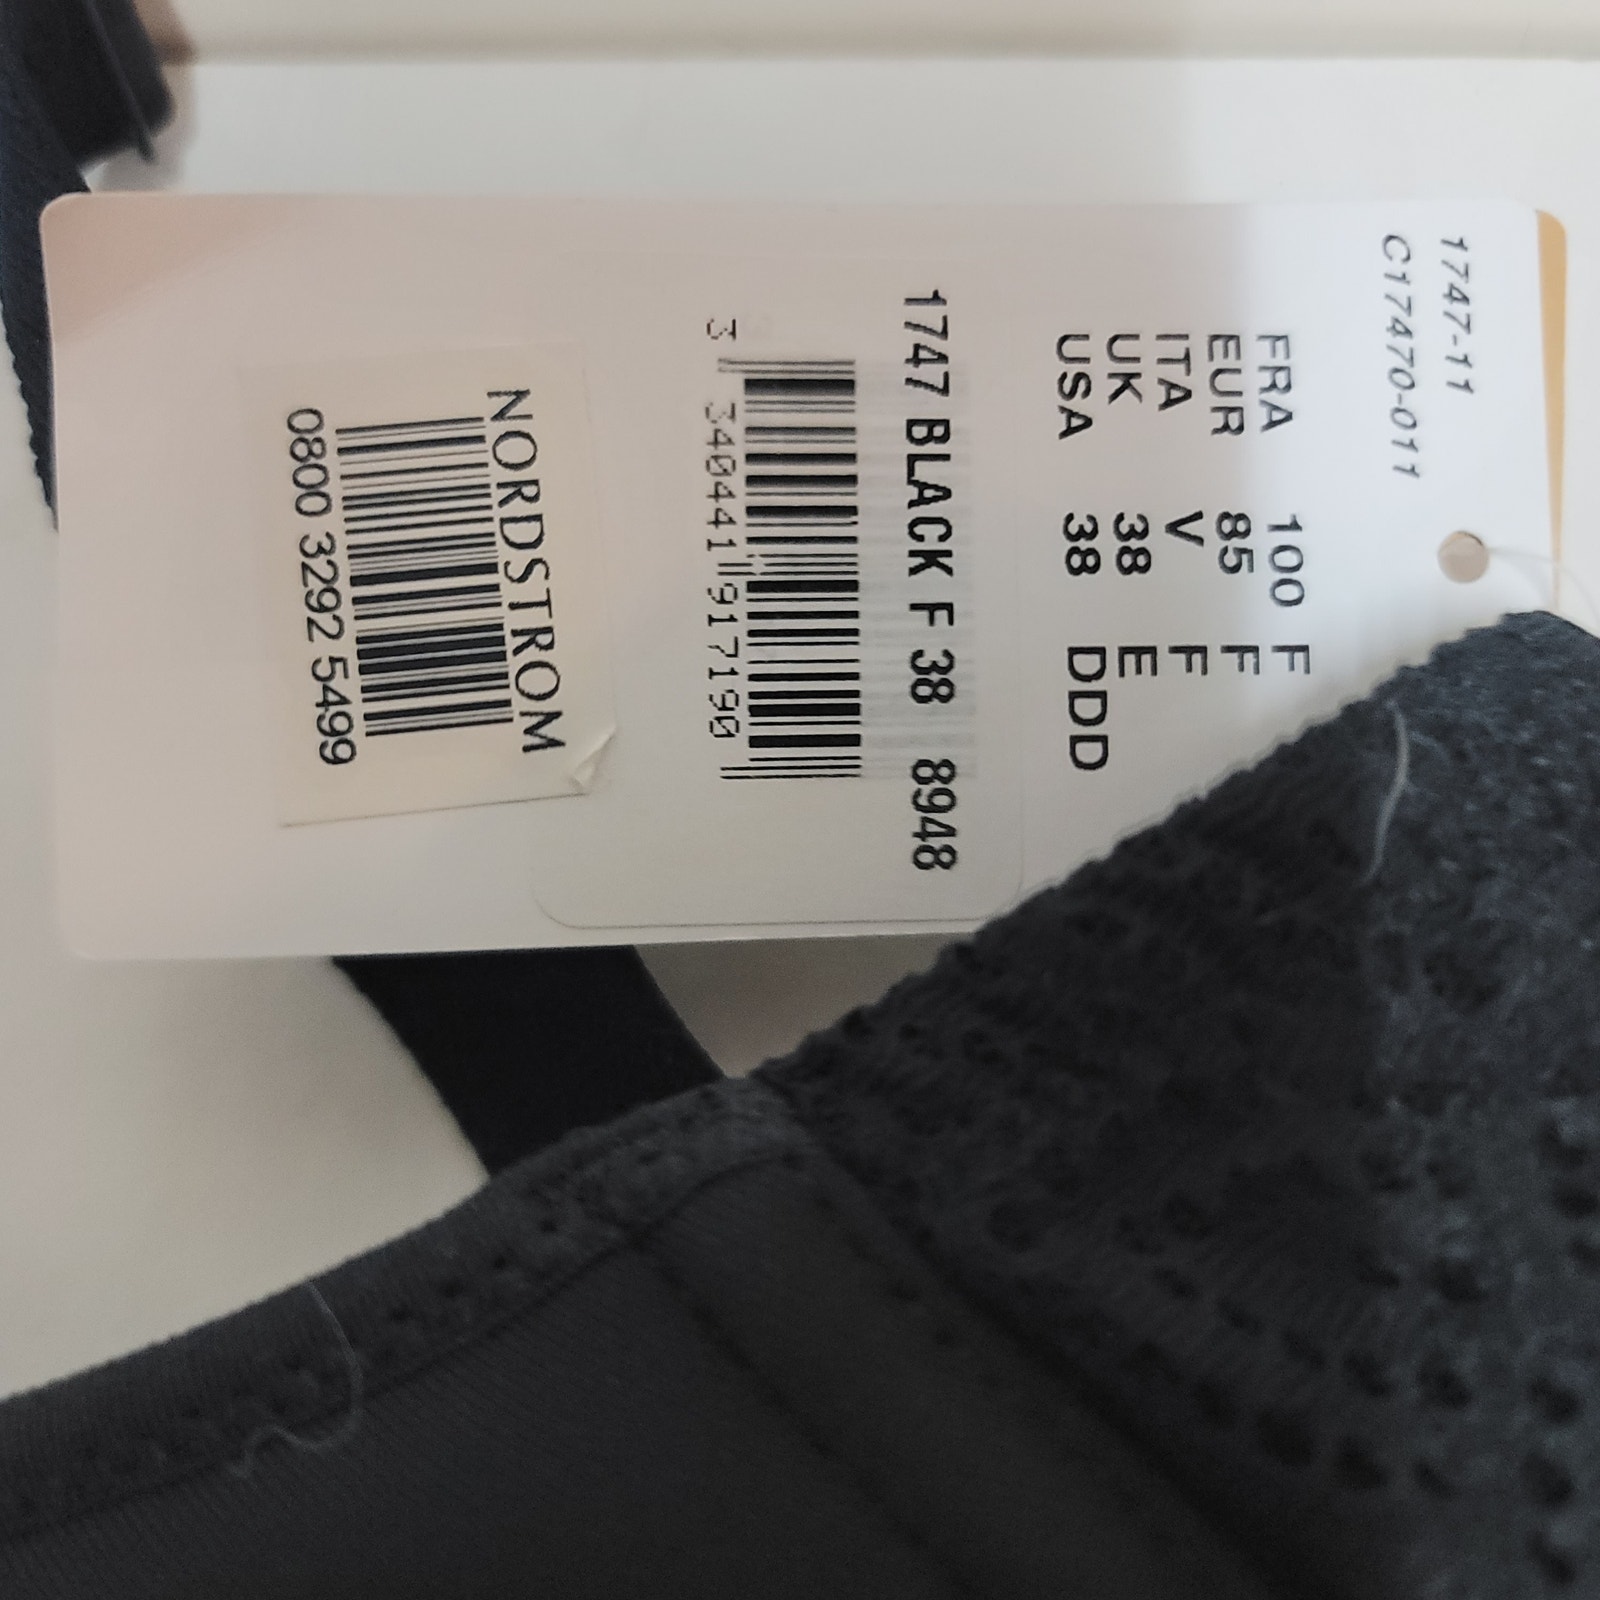 1747-11
C17470-011
FRA 100 F
EUR 85 F
ITA V F
UK 38 E
USA 38 DDD
1747 BLACK F 38 8948
3 340441 917190
NORDSTROM
0800 3292 5499